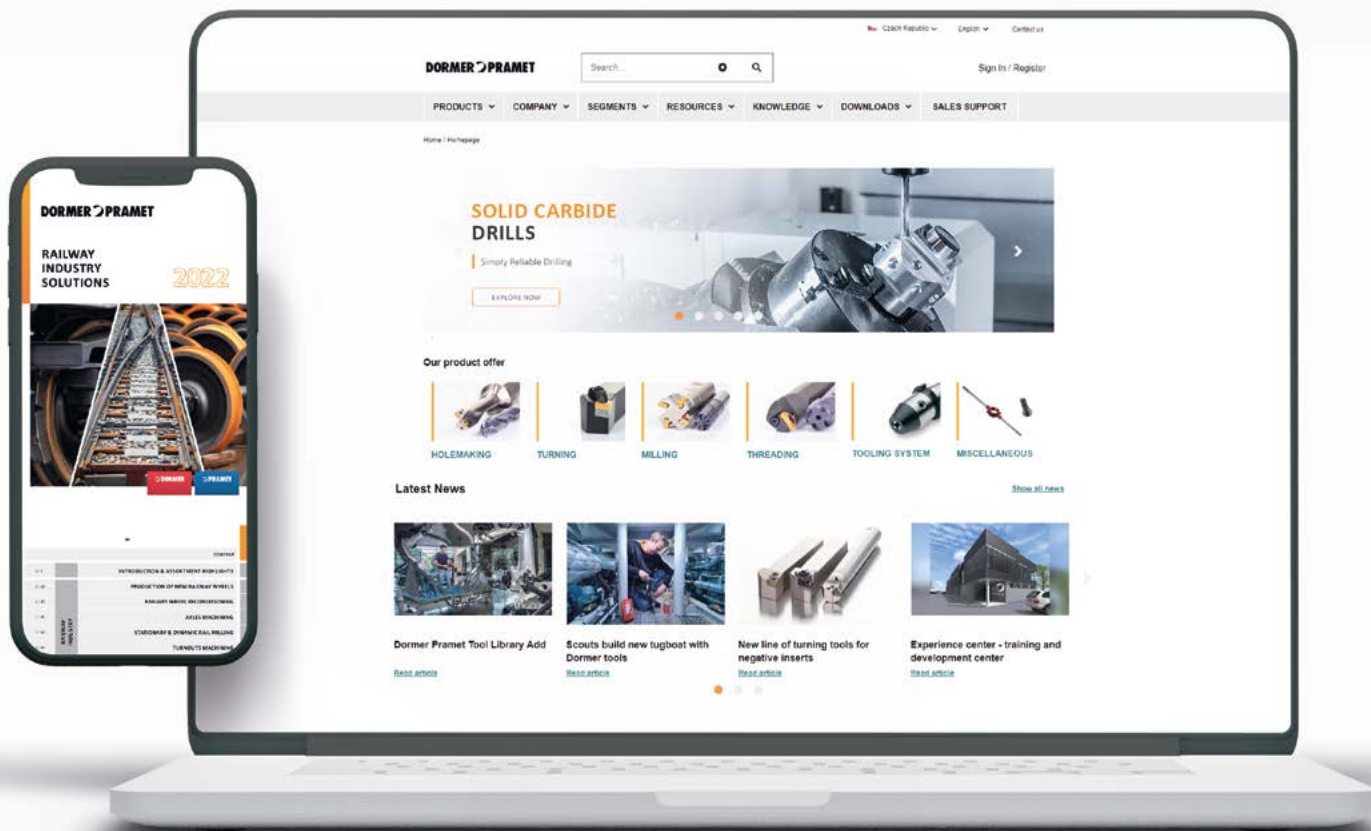 Czech Republic English Contact us
DORMER PRAMET Search... Sign In / Register
PRODUCTS COMPANY SEGMENTS RESOURCES KNOWLEDGE DOWNLOADS SALES SUPPORT
Home / Homepage
SOLID CARBIDE
DRILLS
Simply Reliable Drilling
EXPLORE NOW
Our product offer
HOLEMAKING TURNING MILLING THREADING TOOLING SYSTEM MISCELLANEOUS
Latest News Show all news
Dormer Pramet Tool Library Add
Read article
Scouts build new tugboat with
Dormer tools
Read article
New line of turning tools for
negative inserts
Read article
Experience center - training and
development center
Read article
DORMER PRAMET
RAILWAY
INDUSTRY
SOLUTIONS
2022
DORMER PRAMET
CONTENT
INTRODUCTION & ASSORTMENT HIGHLIGHTS
PRODUCTION OF NEW RAILWAY WHEELS
RAILWAY WHEEL RECONDITIONING
AXLES MACHINING
STATIONARY & DYNAMIC RAIL MILLING
TURNOUTS MACHINING
RAILWAY
INDUSTRY